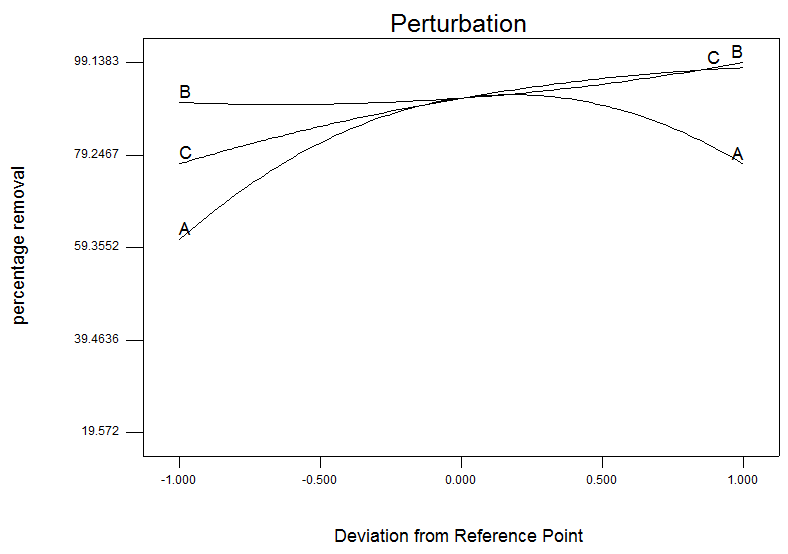 Perturbation
99.1383
79.2467
59.3552
39.4636
19.572
percentage removal
B
C
A
C
B
A
-1.000 -0.500 0.000 0.500 1.000
Deviation from Reference Point